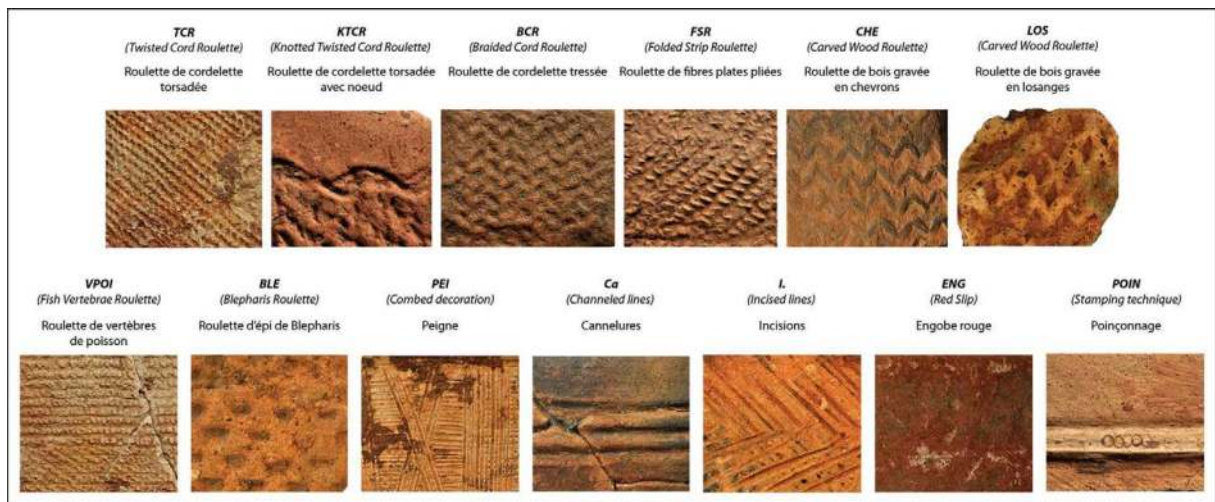 TCR
(Twisted Cord Roulette)
Roulette de cordelette
torsadée
KTCR
(Knotted Twisted Cord Roulette)
Roulette de cordelette torsadée
avec noeud
BCR
(Braided Cord Roulette)
Roulette de cordelette tressée
FSR
(Folded Strip Roulette)
Roulette de fibres plates pliées
CHE
(Carved Wood Roulette)
Roulette de bois gravée
en chevrons
LOS
(Carved Wood Roulette)
Roulette de bois gravée
en losanges
VPOI
(Fish Vertebrae Roulette)
Roulette de vertèbres
de poisson
BLE
(Blepharis Roulette)
Roulette d'épi de Blepharis
PEI
(Combed decoration)
Peigne
Ca
(Channeled lines)
Cannelures
I.
(Incised lines)
Incisions
ENG
(Red Slip)
Engobe rouge
POIN
(Stamping technique)
Poinçonnage